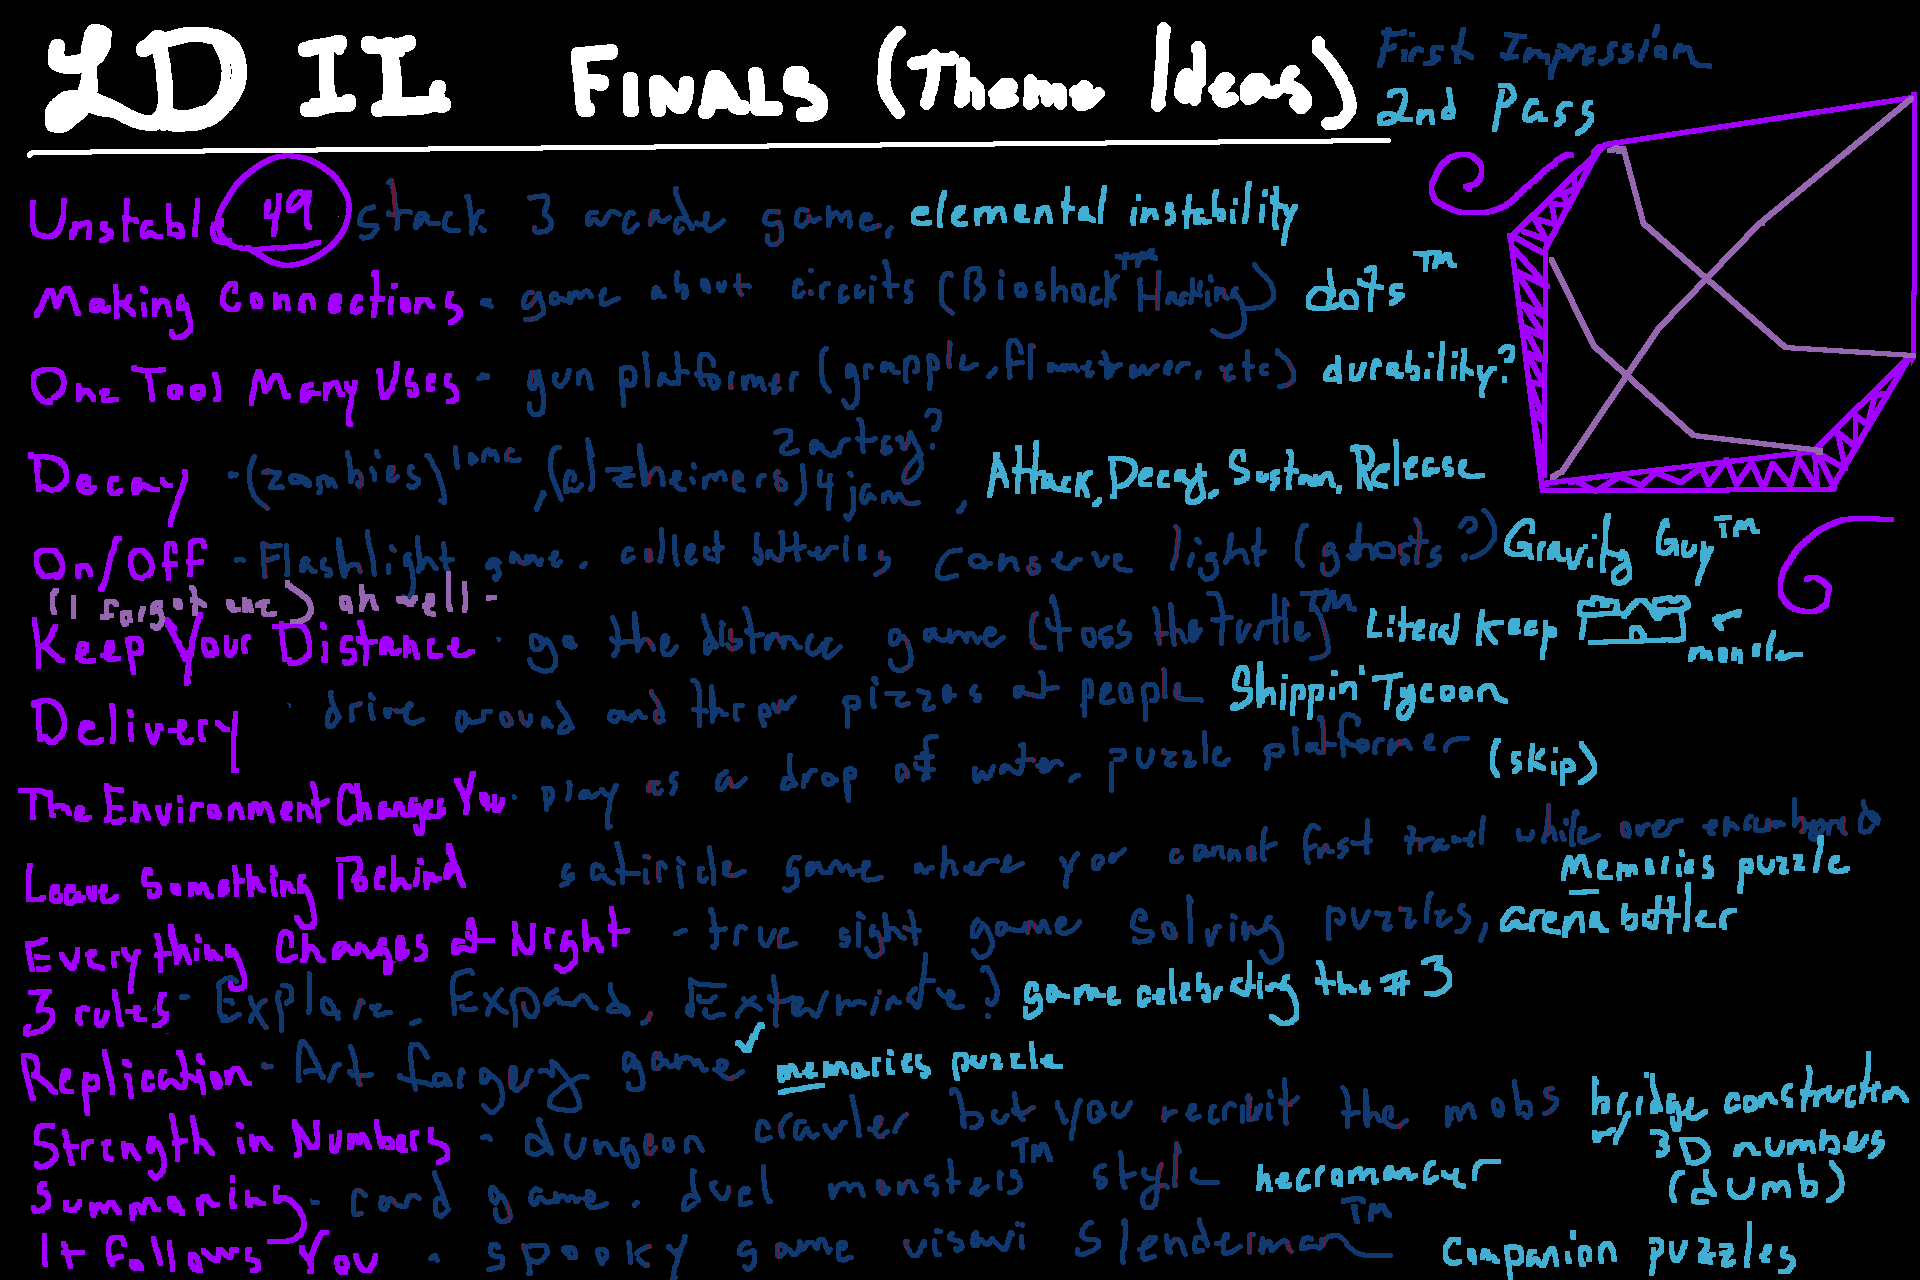 LD IL FINALS (Theme Ideas) First Impression
2nd Pass
Unstable 49 stack 3 arcade game, elemental instability
Making Connections - game about circuits (Bioshock™ Hacking) dots™
One Tool Many Uses - gun platformer (grapple, flamethrower, etc) durability?
Decay - (zombies) lame, (alzheimers) 4 jam 2 artsy?, Attack, Decay, Sustain, Release
On/Off - Flashlight game. collect batteries, conserve light (ghosts?) Gravity Guy™
(I forgot one) oh well -
Keep Your Distance - go the distance game (toss the turtle)™ Literal Keep ← monster
Delivery - drive around and throw pizzas at people Shippin' Tycoon
The Environment Changes You - play as a drop of water, puzzle platformer (skip)
Leave Something Behind satiricle game where you cannot fast travel while over encumbered
Memories puzzle
Everything Changes at Night - true sight game solving puzzles, arena battler
3 rules - Explore, Expand, Exterminate? game celebrating the #3
Replication - Art forgery game ✓ memories puzzle
Strength in Numbers - dungeon crawler but you recruit the mobs bridge construction w/ 3D numbers (dumb)
Summoning - card game. duel monsters™ style necromancer
It Follows You - spooky game visavi Slenderman™ Companion puzzles